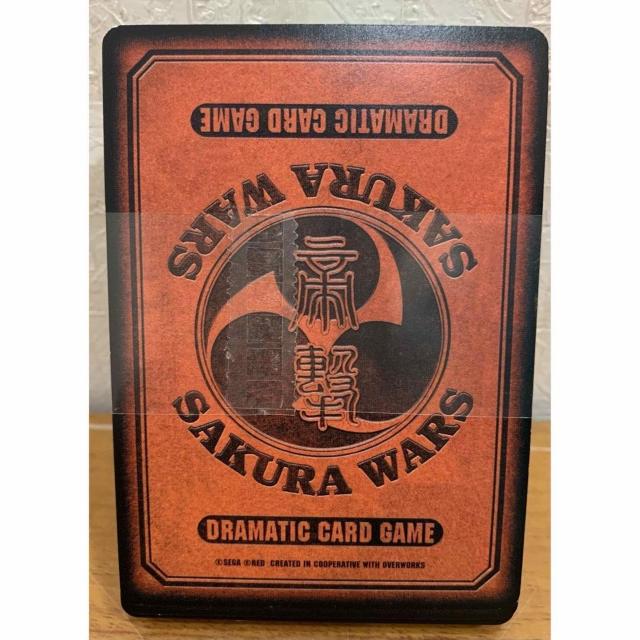 DRAMATIC CARD GAME
SAKURA WARS
帝
撃
SAKURA WARS
DRAMATIC CARD GAME
©SEGA ©RED CREATED IN COOPERATIVE WITH OVERWORKS